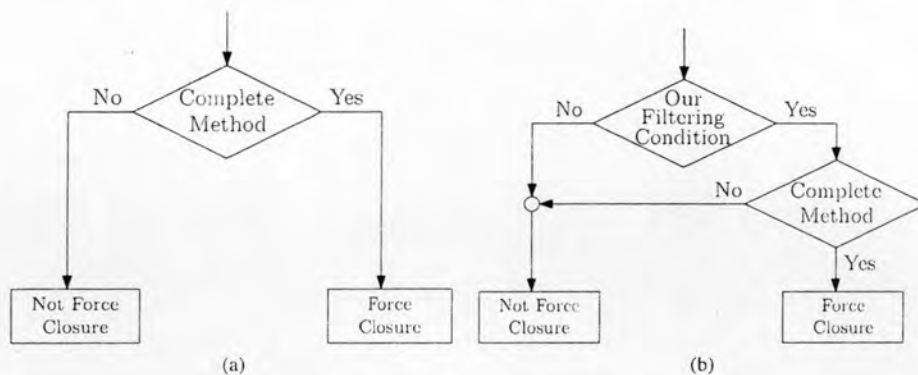 No
Complete
Method
Yes
Not Force
Closure
Force
Closure
(a)
Our
Filtering
Condition
No
Yes
No
Complete
Method
Yes
Not Force
Closure
Force
Closure
(b)